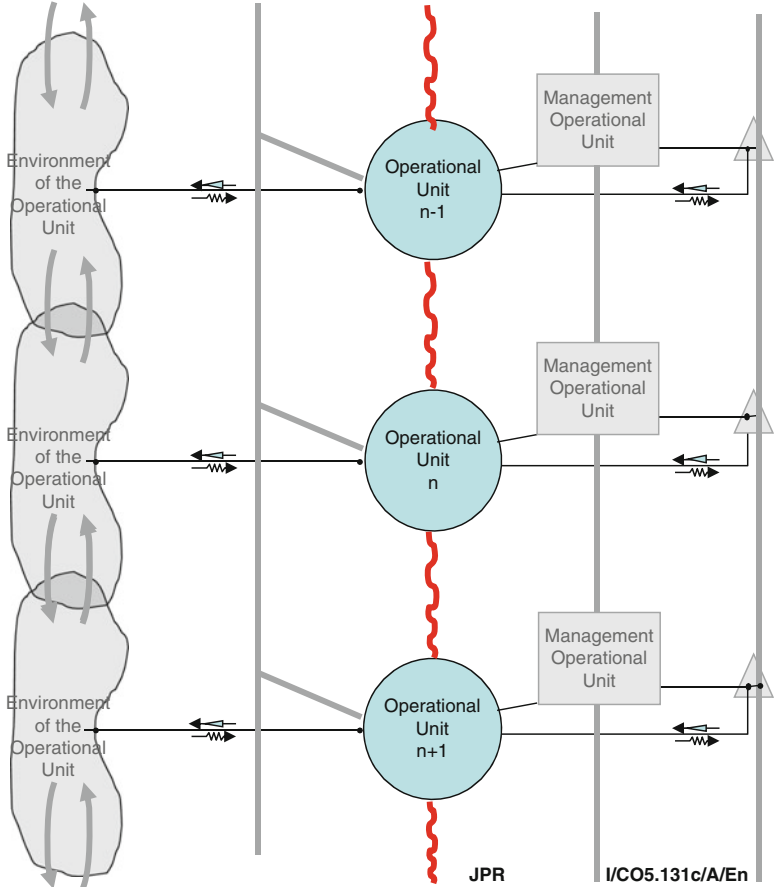 Management
Operational
Unit
Operational
Unit
n-1
Environment
of the
Operational
Unit
Management
Operational
Unit
Operational
Unit
n
Environment
of the
Operational
Unit
Management
Operational
Unit
Operational
Unit
n+1
Environment
of the
Operational
Unit
JPR
I/CO5.131c/A/En